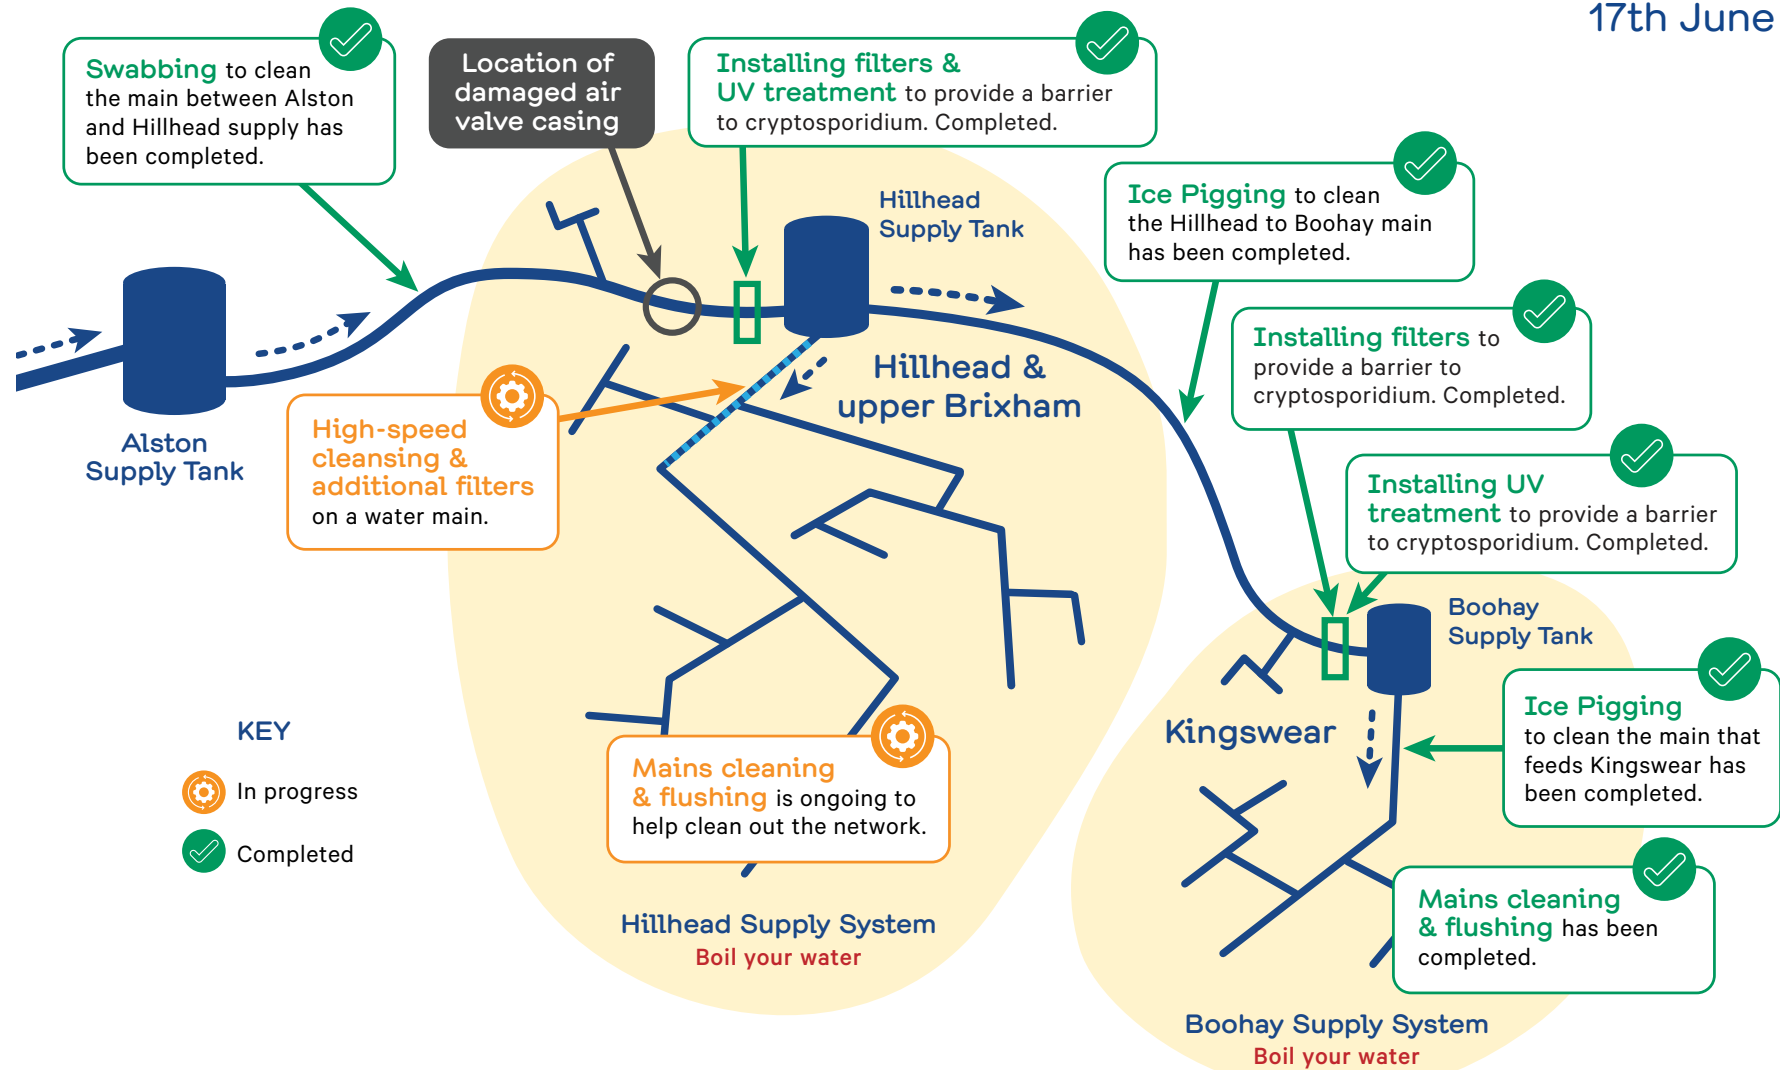 17th June
Swabbing to clean
the main between Alston
and Hillhead supply has
been completed.
Location of
damaged air
valve casing
Installing filters &
UV treatment to provide a barrier
to cryptosporidium. Completed.
Hillhead
Supply Tank
Ice Pigging to clean
the Hillhead to Boohay main
has been completed.
Installing filters to
provide a barrier to
cryptosporidium. Completed.
Hillhead &
upper Brixham
Alston
Supply Tank
High-speed
cleansing &
additional filters
on a water main.
Installing UV
treatment to provide a barrier
to cryptosporidium. Completed.
Boohay
Supply Tank
Kingswear
Ice Pigging
to clean the main that
feeds Kingswear has
been completed.
KEY
In progress
Completed
Mains cleaning
& flushing is ongoing to
help clean out the network.
Mains cleaning
& flushing has been
completed.
Hillhead Supply System
Boil your water
Boohay Supply System
Boil your water